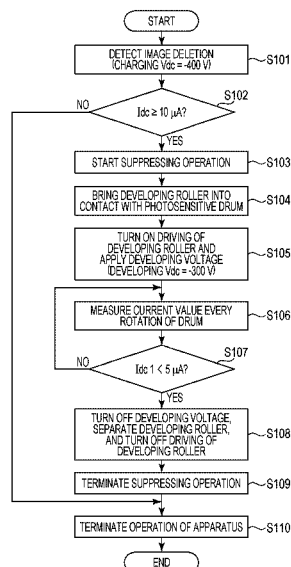 START
DETECT IMAGE DELETION
(CHARGING Vdc = -400 V)
S101
S102
NO
Idc ≥ 10 µA?
YES
START SUPPRESSING OPERATION
S103
BRING DEVELOPING ROLLER INTO
CONTACT WITH PHOTOSENSITIVE DRUM
S104
TURN ON DRIVING OF
DEVELOPING ROLLER AND
APPLY DEVELOPING VOLTAGE
(DEVELOPING Vdc = -300 V)
S105
MEASURE CURRENT VALUE EVERY
ROTATION OF DRUM
S106
S107
NO
Idc 1 < 5 µA?
YES
TURN OFF DEVELOPING VOLTAGE,
SEPARATE DEVELOPING ROLLER,
AND TURN OFF DRIVING OF
DEVELOPING ROLLER
S108
TERMINATE SUPPRESSING OPERATION
S109
TERMINATE OPERATION OF APPARATUS
S110
END